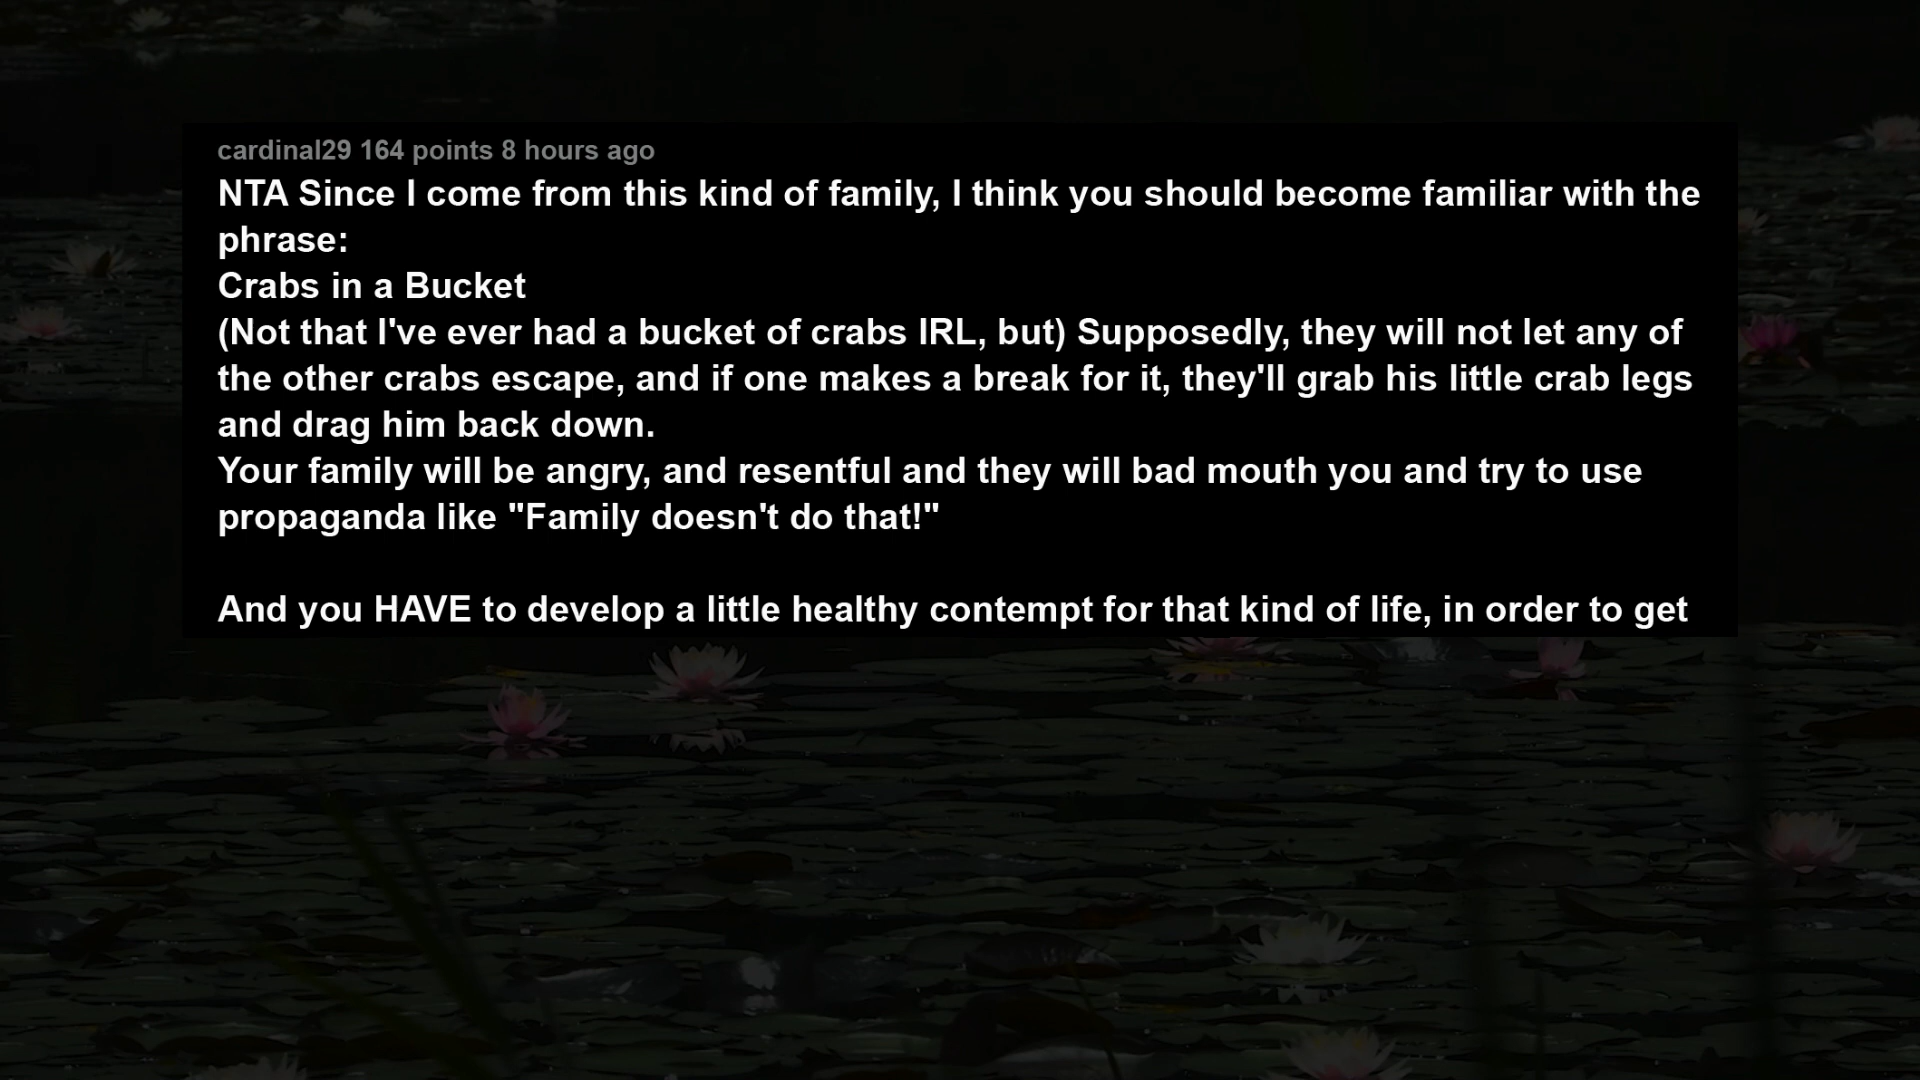 cardinal29 164 points 8 hours ago
NTA Since I come from this kind of family, I think you should become familiar with the
phrase:
Crabs in a Bucket
(Not that I've ever had a bucket of crabs IRL, but) Supposedly, they will not let any of
the other crabs escape, and if one makes a break for it, they'll grab his little crab legs
and drag him back down.
Your family will be angry, and resentful and they will bad mouth you and try to use
propaganda like "Family doesn't do that!"
And you HAVE to develop a little healthy contempt for that kind of life, in order to get